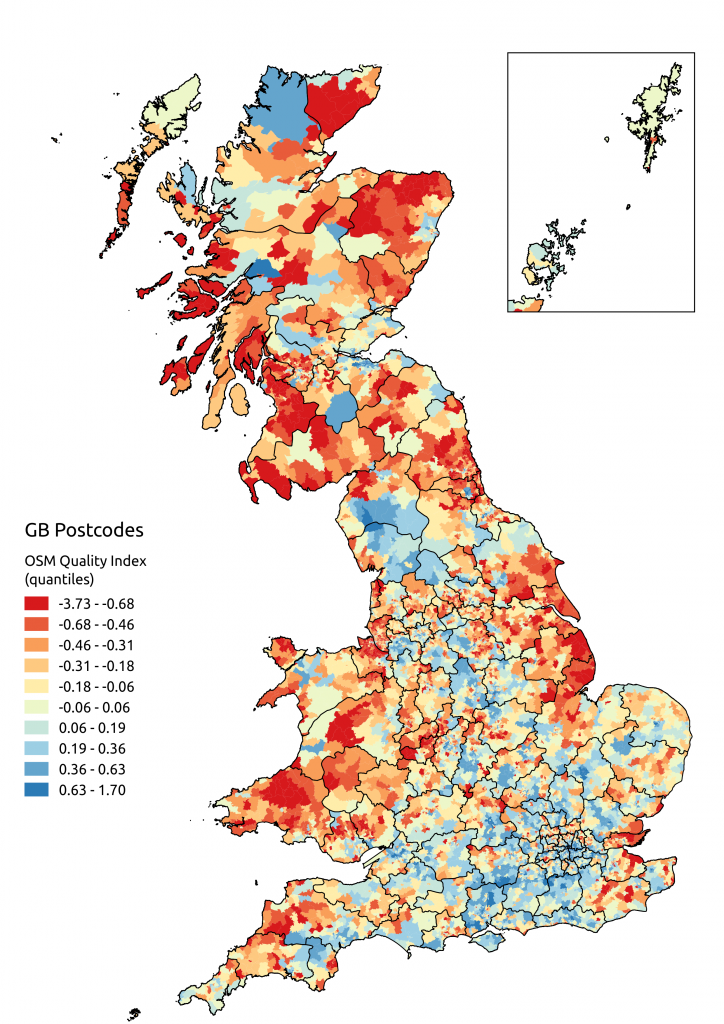 GB Postcodes
OSM Quality Index
(quantiles)
-3.73 - -0.68
-0.68 - -0.46
-0.46 - -0.31
-0.31 - -0.18
-0.18 - -0.06
-0.06 - 0.06
0.06 - 0.19
0.19 - 0.36
0.36 - 0.63
0.63 - 1.70